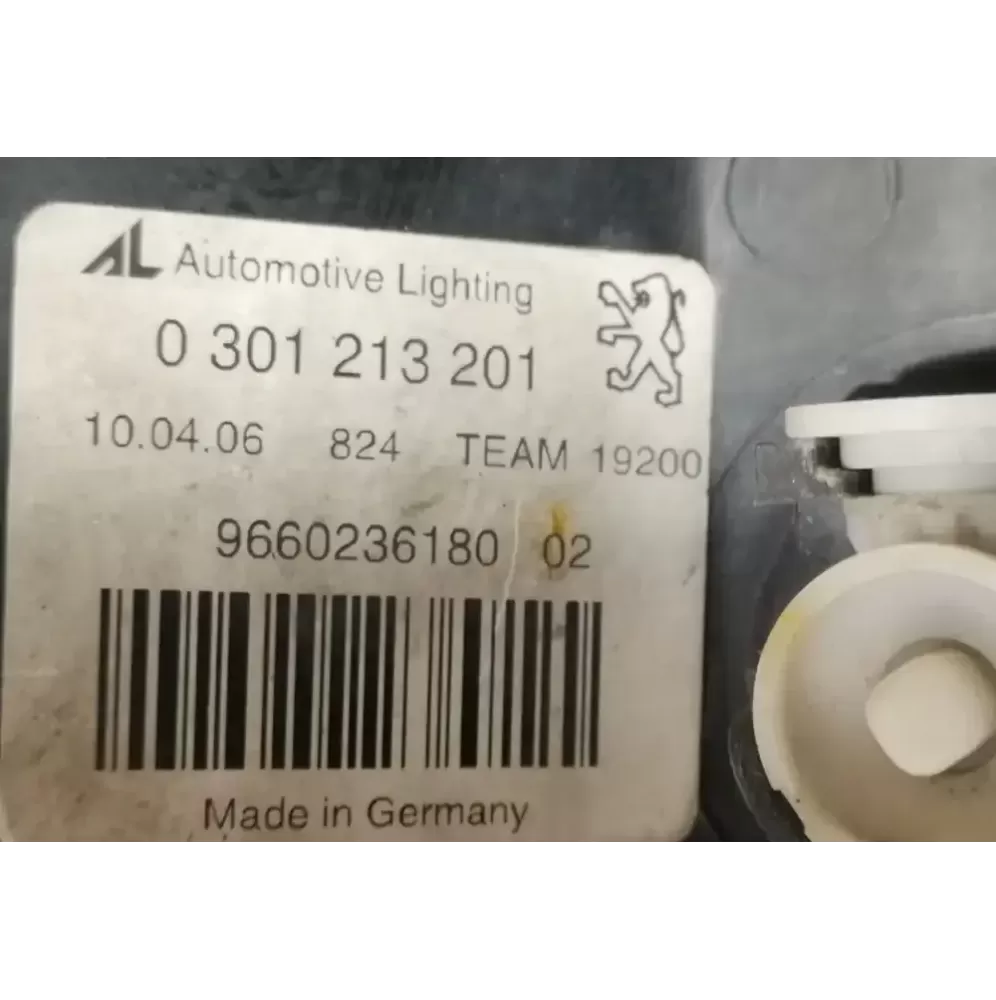 AL Automotive Lighting
0 301 213 201
10.04.06 824 TEAM 19200
9660236180 02
Made in Germany